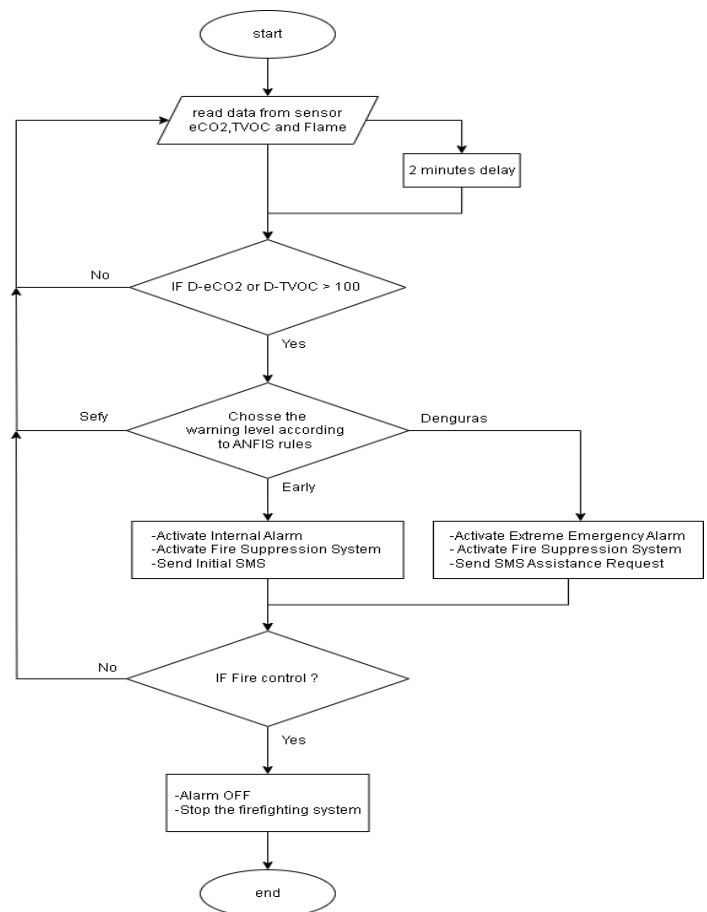 start
read data from sensor
eCO2,TVOC and Flame
2 minutes delay
No
IF D-eCO2 or D-TVOC > 100
Yes
Sefy
Chosse the
warning level according
to ANFIS rules
Denguras
Early
-Activate Internal Alarm
-Activate Fire Suppression System
-Send Initial SMS
-Activate Extreme Emergency Alarm
- Activate Fire Suppression System
-Send SMS Assistance Request
No
IF Fire control ?
Yes
-Alarm OFF
-Stop the firefighting system
end